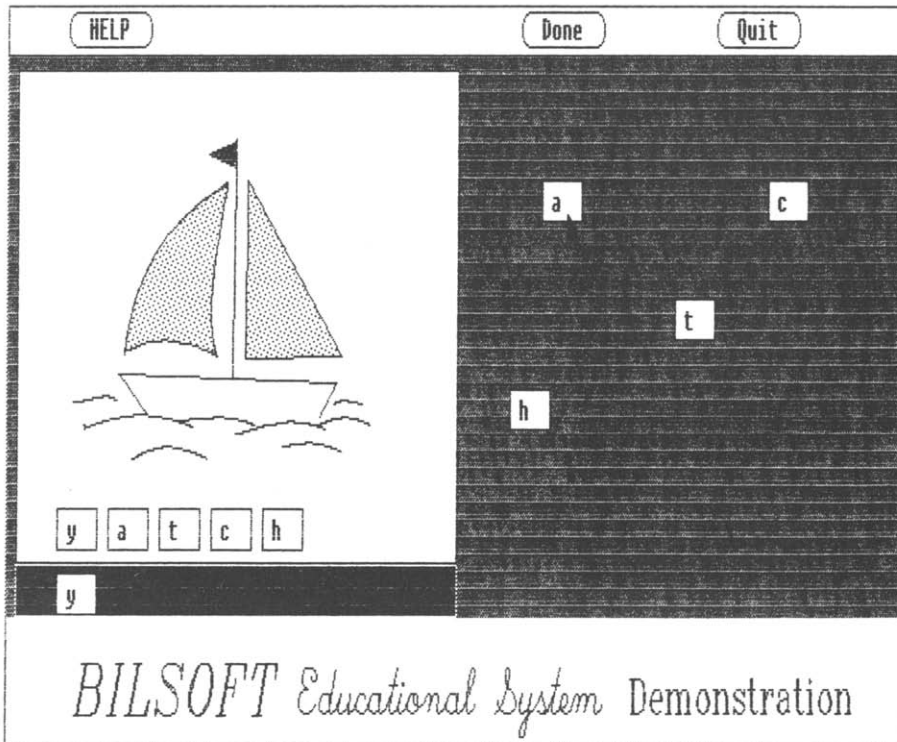 HELP Done Quit
a c
t
h
y a t c h
y
BILSOFT Educational System Demonstration